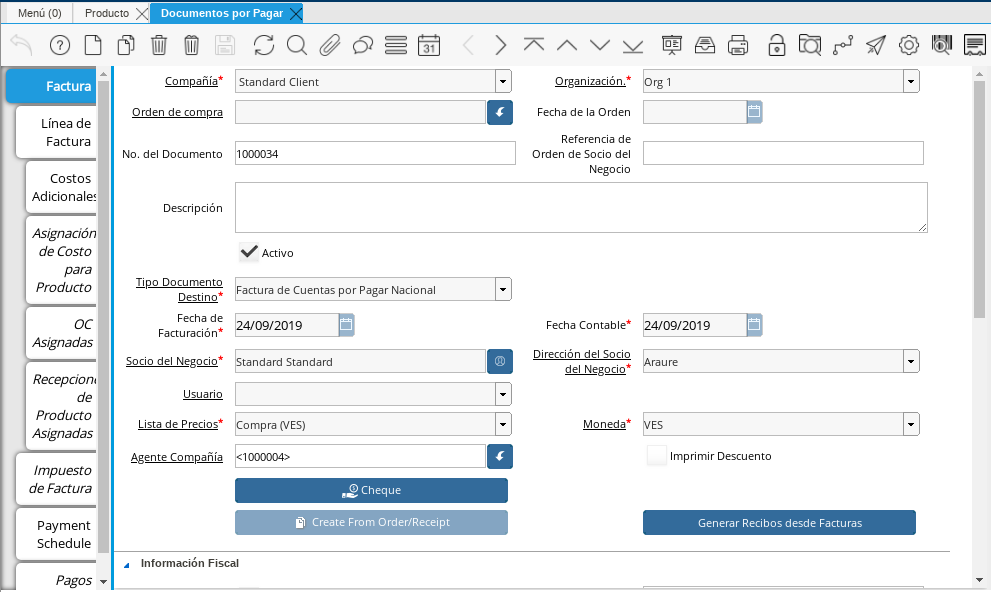 Menú (0) Producto Documentos por Pagar
31
Factura
Línea de
Factura
Costos
Adicionales
Asignación
de Costo
para
Producto
OC
Asignadas
de
Producto
Asignadas
Impuesto
de Factura
Payment
Schedule
Pagos
Compañía* Standard Client Organización.* Org 1
Orden de compra Fecha de la Orden
No. del Documento 1000034 Referencia de
Orden de Socio del
Negocio
Descripción
Activo
Tipo Documento
Destino* Factura de Cuentas por Pagar Nacional
Fecha de
Facturación* 24/09/2019 Fecha Contable* 24/09/2019
Socio del Negocio* Standard Standard Dirección del Socio
del Negocio* Araure
Usuario
Lista de Precios* Compra (VES) Moneda* VES
Agente Compañía <1000004> Imprimir Descuento
Cheque
Create From Order/Receipt Generar Recibos desde Facturas
Información Fiscal